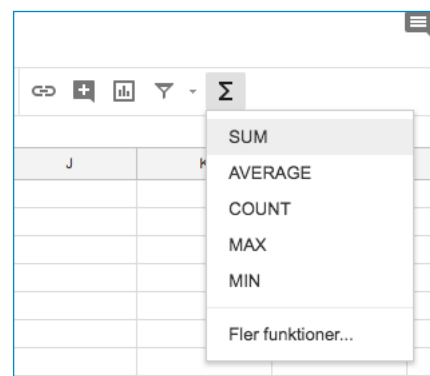 Σ
SUM
J
K
AVERAGE
COUNT
MAX
MIN
Fler funktioner...